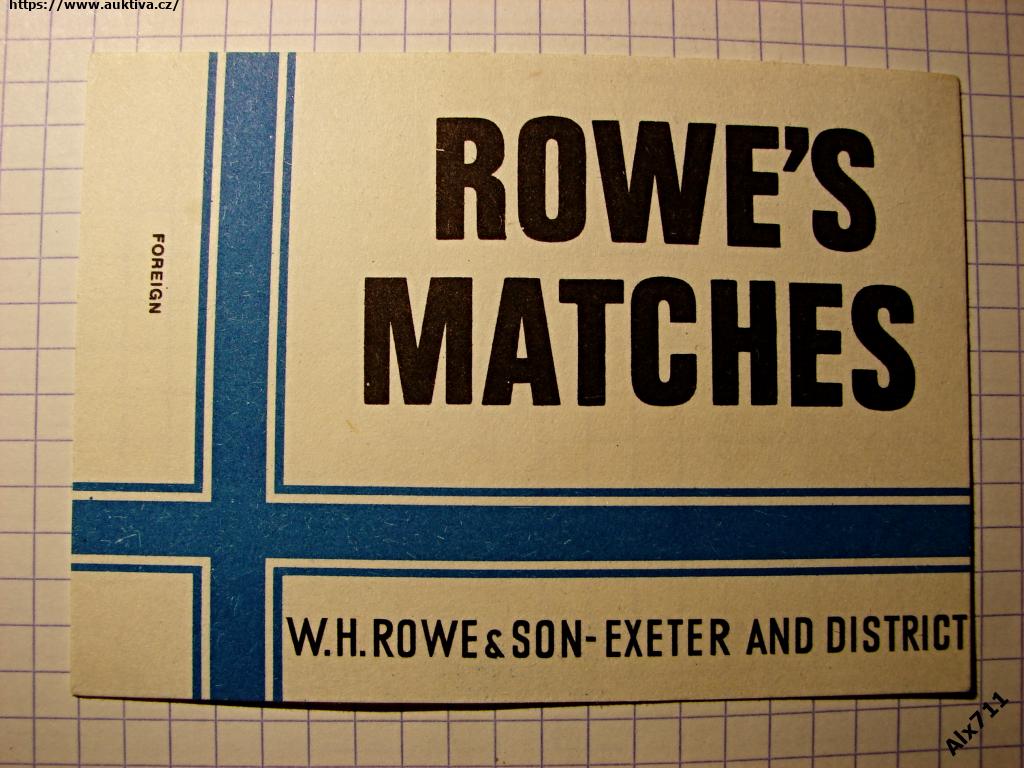 https://www.auktiva.cz/
ROWE'S
MATCHES
FOREIGN
W.H. ROWE & SON - EXETER AND DISTRICT
Alx711